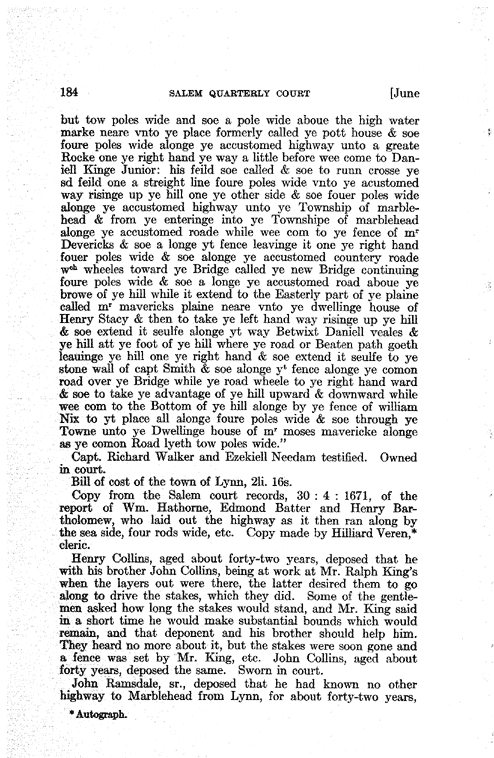 184 SALEM QUARTERLY COURT [June
but tow poles wide and soe a pole wide aboue the high water
marke neare vnto ye place formerly called ye pott house & soe
foure poles wide alonge ye accustomed highway unto a greate
Rocke one ye right hand ye way a little before wee come to Dan-
iell Kinge Junior: his feild soe called & soe to runn crosse ye
sd feild one a streight line foure poles wide vnto ye acustomed
way risinge up ye hill one ye other side & soe fouer poles wide
alonge ye accustomed highway unto ye Township of marble-
head & from ye enteringe into ye Townshipe of marblehead
alonge ye accustomed roade while wee com to ye fence of mr
Devericks & soe a longe yt fence leavinge it one ye right hand
fouer poles wide & soe alonge ye accustomed countery roade
wch wheeles toward ye Bridge called ye new Bridge continuing
foure poles wide & soe a longe ye accustomed road aboue ye
browe of ye hill while it extend to the Easterly part of ye plaine
called mr mavericks plaine neare vnto ye dwellinge house of
Henry Stacy & then to take ye left hand way risinge up ye hill
& soe extend it seulfe alonge yt way Betwixt Daniell veales &
ye hill att ye foot of ye hill where ye road or Beaten path goeth
leauinge ye hill one ye right hand & soe extend it seulfe to ye
stone wall of capt Smith & soe alonge yt fence alonge ye comon
road over ye Bridge while ye road wheele to ye right hand ward
& soe to take ye advantage of ye hill upward & downward while
wee com to the Bottom of ye hill alonge by ye fence of william
Nix to yt place all alonge foure poles wide & soe through ye
Towne unto ye Dwellinge house of mr moses mavericke alonge
as ye comon Road lyeth tow poles wide."
Capt. Richard Walker and Ezekiell Needam testified. Owned
in court.
Bill of cost of the town of Lynn, 2li. 16s.
Copy from the Salem court records, 30 : 4 : 1671, of the
report of Wm. Hathorne, Edmond Batter and Henry Bar-
tholomew, who laid out the highway as it then ran along by
the sea side, four rods wide, etc. Copy made by Hilliard Veren,*
cleric.
Henry Collins, aged about forty-two years, deposed that he
with his brother John Collins, being at work at Mr. Ralph King's
when the layers out were there, the latter desired them to go
along to drive the stakes, which they did. Some of the gentle-
men asked how long the stakes would stand, and Mr. King said
in a short time he would make substantial bounds which would
remain, and that deponent and his brother should help him.
They heard no more about it, but the stakes were soon gone and
a fence was set by Mr. King, etc. John Collins, aged about
forty years, deposed the same. Sworn in court.
John Ramsdale, sr., deposed that he had known no other
highway to Marblehead from Lynn, for about forty-two years,
* Autograph.